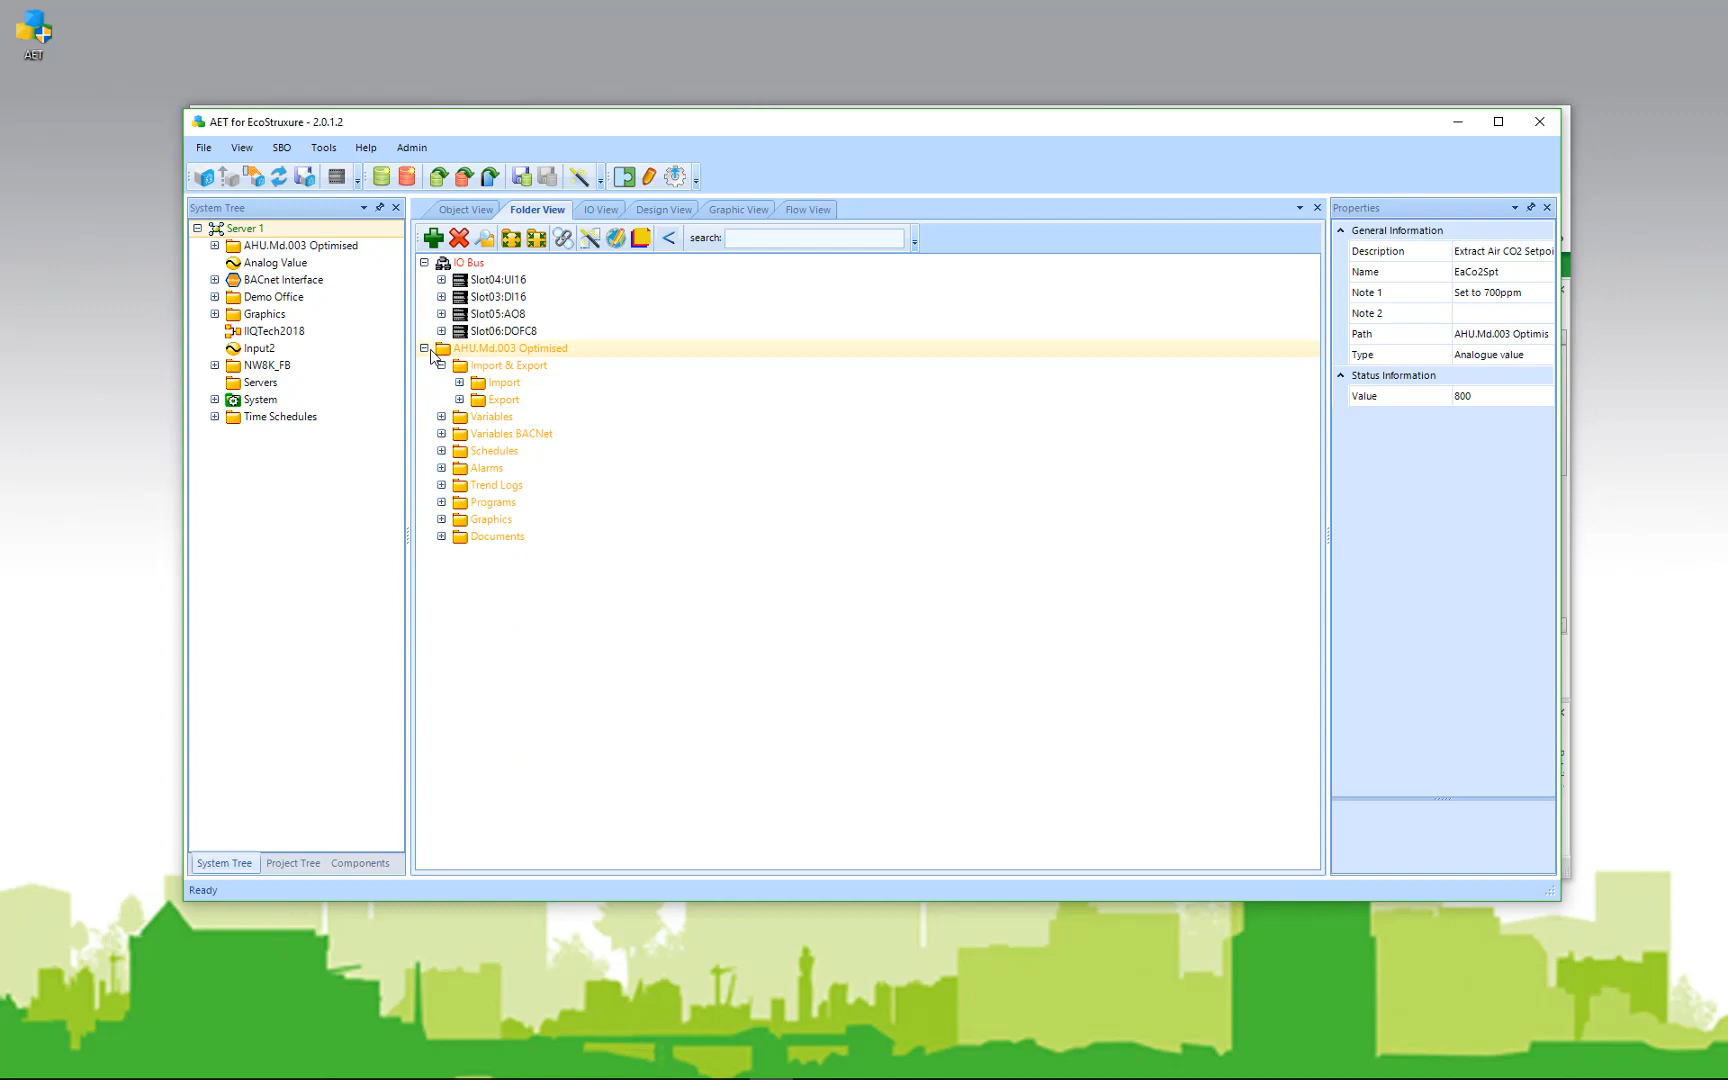 AET
AET for EcoStruxure - 2.0.1.2
File View SBO Tools Help Admin
System Tree
Server 1
AHU.Md.003 Optimised
Analog Value
BACnet Interface
Demo Office
Graphics
IIQTech2018
Input2
NW8K_FB
Servers
System
Time Schedules
System Tree Project Tree Components
Ready
Object View Folder View IO View Design View Graphic View Flow View
search:
IO Bus
Slot04:UI16
Slot03:DI16
Slot05:AO8
Slot06:DOFC8
AHU.Md.003 Optimised
Import & Export
Import
Export
Variables
Variables BACNet
Schedules
Alarms
Trend Logs
Programs
Graphics
Documents
Properties
General Information
Description Extract Air CO2 Setpoi
Name EaCo2Spt
Note 1 Set to 700ppm
Note 2
Path AHU.Md.003 Optimis
Type Analogue value
Status Information
Value 800